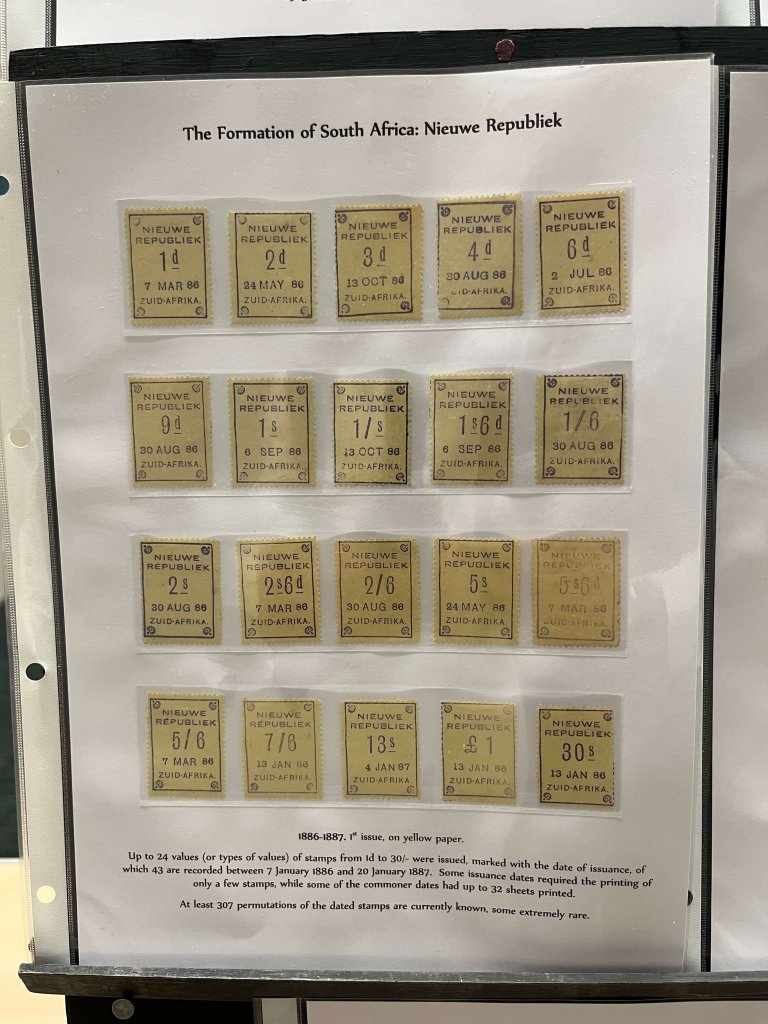 The Formation of South Africa: Nieuwe Republiek
NIEUWE
REPUBLIEK
1d
7 MAR 86
ZUID-AFRIKA.
NIEUWE
REPUBLIEK
2d
24 MAY 86
ZUID-AFRIKA.
NIEUWE
REPUBLIEK
3d
13 OCT 86
ZUID-AFRIKA.
NIEUWE
REPUBLIEK
4d
30 AUG 86
ZUID-AFRIKA.
NIEUWE
REPUBLIEK
6d
2 JUL 86
ZUID-AFRIKA.
NIEUWE
REPUBLIEK
9d
30 AUG 86
ZUID-AFRIKA.
NIEUWE
REPUBLIEK
1s
6 SEP 86
ZUID-AFRIKA.
NIEUWE
REPUBLIEK
1/s
13 OCT 86
ZUID-AFRIKA.
NIEUWE
REPUBLIEK
1s6d
6 SEP 86
ZUID-AFRIKA.
NIEUWE
REPUBLIEK
1/6
30 AUG 86
ZUID-AFRIKA.
NIEUWE
REPUBLIEK
2s
30 AUG 86
ZUID-AFRIKA.
NIEUWE
REPUBLIEK
2s6d
7 MAR 86
ZUID-AFRIKA.
NIEUWE
REPUBLIEK
2/6
30 AUG 86
ZUID-AFRIKA.
NIEUWE
REPUBLIEK
5s
24 MAY 86
ZUID-AFRIKA.
NIEUWE
REPUBLIEK
5s6d
7 MAR 86
ZUID-AFRIKA.
NIEUWE
REPUBLIEK
5/6
7 MAR 86
ZUID-AFRIKA.
NIEUWE
REPUBLIEK
7/6
13 JAN 86
ZUID-AFRIKA.
NIEUWE
REPUBLIEK
13s
4 JAN 87
ZUID-AFRIKA.
NIEUWE
REPUBLIEK
£1
13 JAN 86
ZUID-AFRIKA.
NIEUWE
REPUBLIEK
30s
13 JAN 86
ZUID-AFRIKA.
1886-1887. 1st issue, on yellow paper.
Up to 24 values (or types of values) of stamps from 1d to 30/- were issued, marked with the date of issuance, of
which 43 are recorded between 7 January 1886 and 20 January 1887. Some issuance dates required the printing of
only a few stamps, while some of the commoner dates had up to 32 sheets printed.
At least 307 permutations of the dated stamps are currently known, some extremely rare.